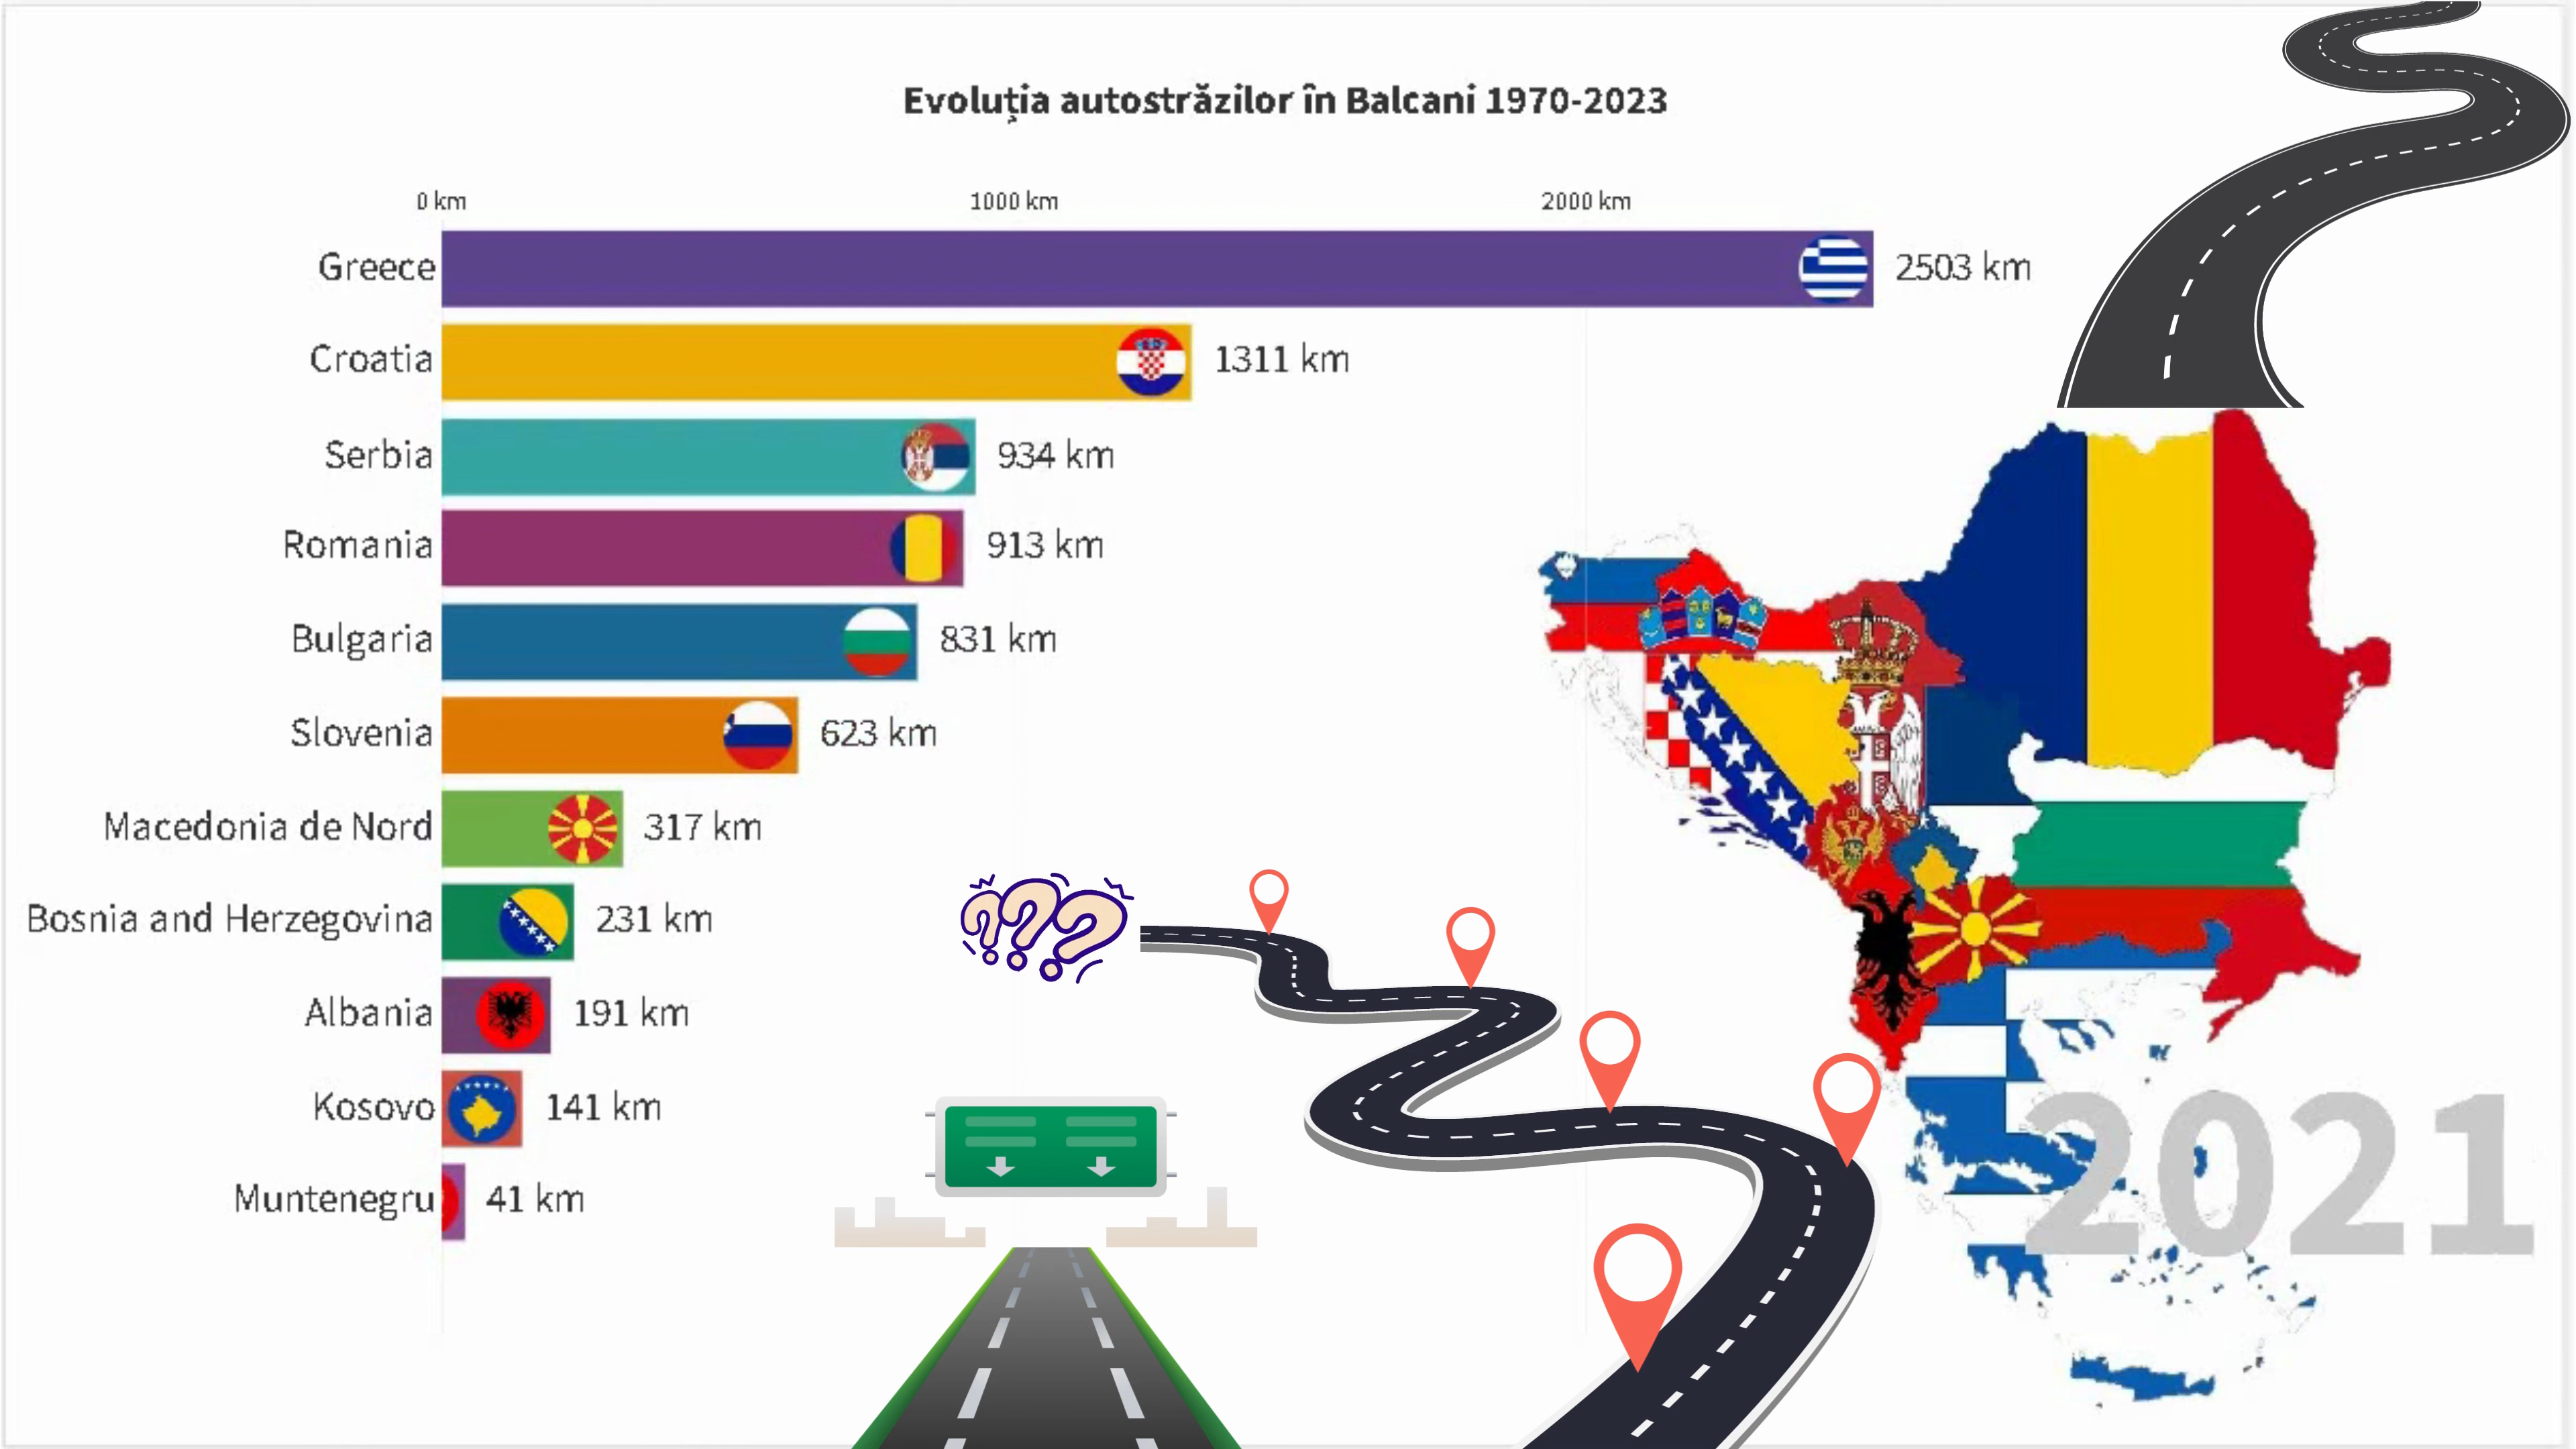 Evoluția autostrăzilor în Balcani 1970-2023
0 km 1000 km 2000 km
Greece 2503 km
Croatia 1311 km
Serbia 934 km
Romania 913 km
Bulgaria 831 km
Slovenia 623 km
Macedonia de Nord 317 km
Bosnia and Herzegovina 231 km
Albania 191 km
Kosovo 141 km
Muntenegru 41 km
???
2021